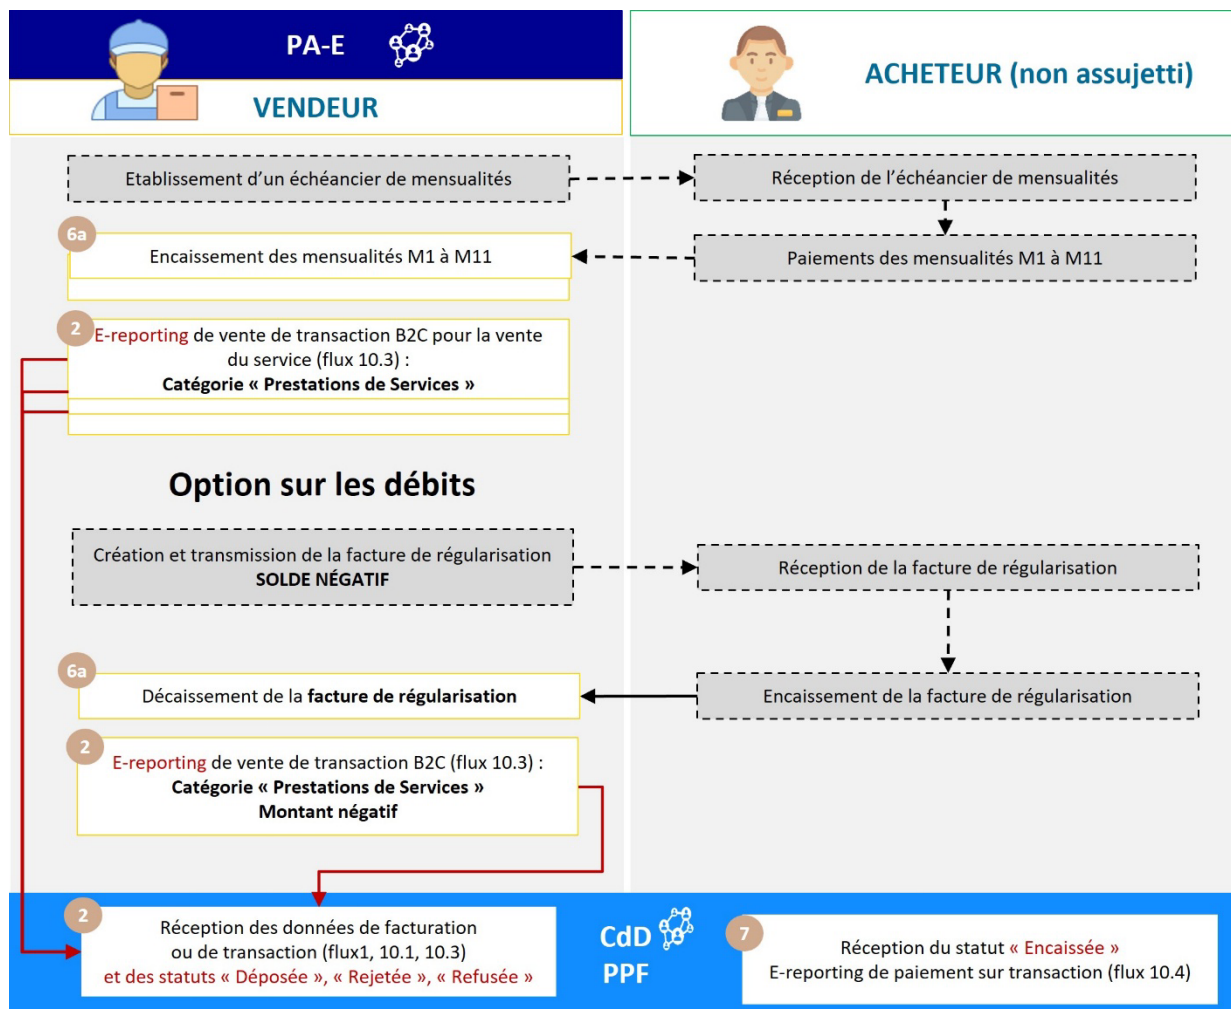 PA-E
VENDEUR
ACHETEUR (non assujetti)
Etablissement d'un échéancier de mensualités
Réception de l'échéancier de mensualités
6a
Encaissement des mensualités M1 à M11
Paiements des mensualités M1 à M11
2
E-reporting de vente de transaction B2C pour la vente
du service (flux 10.3) :
Catégorie « Prestations de Services »
Option sur les débits
Création et transmission de la facture de régularisation
SOLDE NÉGATIF
Réception de la facture de régularisation
6a
Décaissement de la facture de régularisation
Encaissement de la facture de régularisation
2
E-reporting de vente de transaction B2C (flux 10.3) :
Catégorie « Prestations de Services »
Montant négatif
2
Réception des données de facturation
ou de transaction (flux1, 10.1, 10.3)
et des statuts « Déposée », « Rejetée », « Refusée »
CdD
PPF
7
Réception du statut « Encaissée »
E-reporting de paiement sur transaction (flux 10.4)